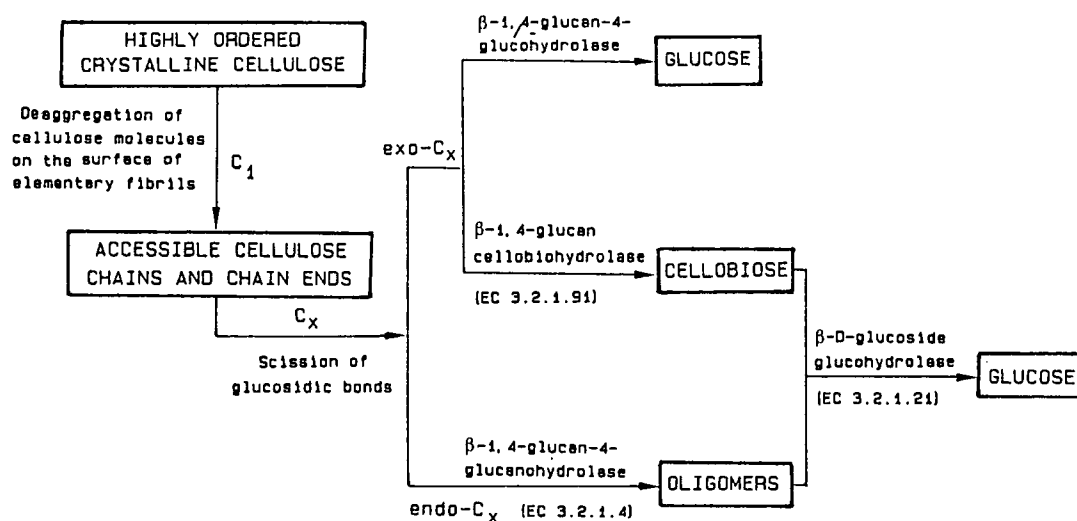 HIGHLY ORDERED
CRYSTALLINE CELLULOSE
Deaggregation of
cellulose molecules
on the surface of
elementary fibrils
C1
ACCESSIBLE CELLULOSE
CHAINS AND CHAIN ENDS
Cx
Scission of
glucosidic bonds
exo-Cx
β-1,4-glucan-4-
glucohydrolase
GLUCOSE
β-1,4-glucan
cellobiohydrolase
(EC 3.2.1.91)
CELLOBIOSE
β-1,4-glucan-4-
glucanohydrolase
endo-Cx (EC 3.2.1.4)
OLIGOMERS
β-D-glucoside
glucohydrolase
(EC 3.2.1.21)
GLUCOSE